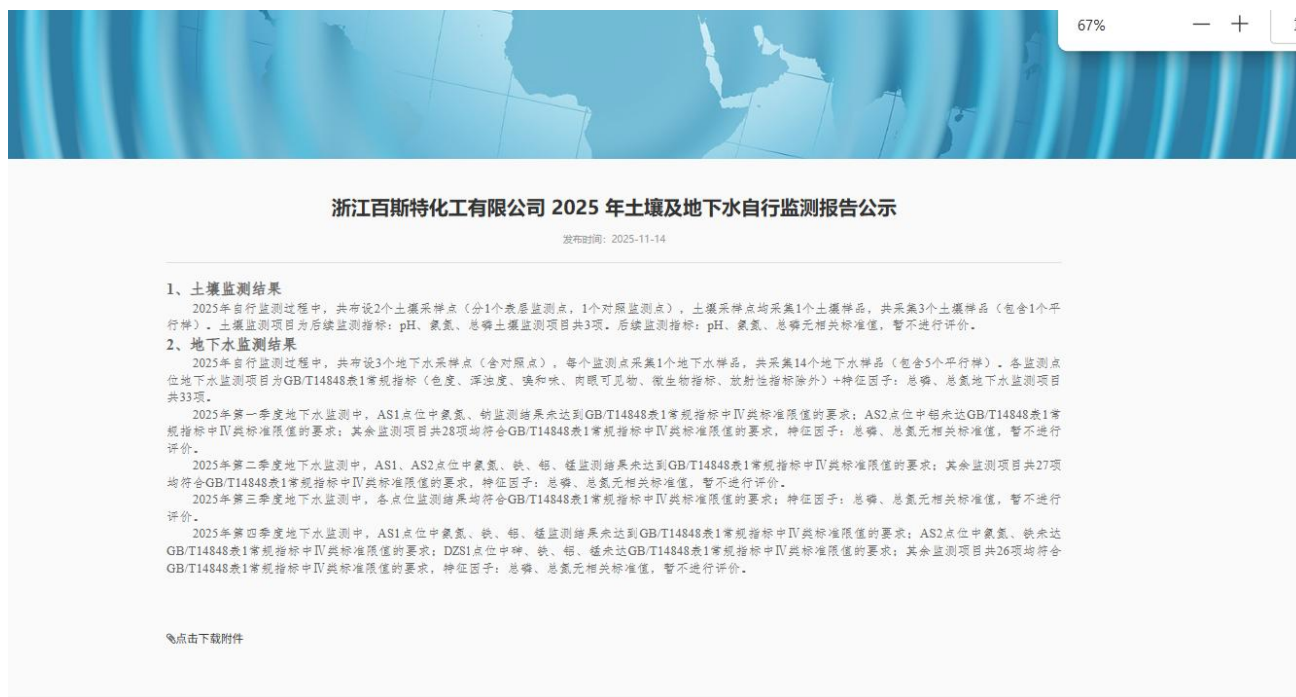 67%
浙江百斯特化工有限公司 2025 年土壤及地下水自行监测报告公示
发布时间：2025-11-14
1、土壤监测结果
2025年自行监测过程中，共布设2个土壤采样点（分1个表层监测点，1个对照监测点），土壤采样点均采集1个土壤样品，共采集3个土壤样品（包含1个平
行样）。土壤监测项目为后续监测指标：pH、氨氮、总磷土壤监测项目共3项。后续监测指标：pH、氨氮、总磷无相关标准值，暂不进行评价。
2、地下水监测结果
2025年自行监测过程中，共布设3个地下水采样点（含对照点），每个监测点采集1个地下水样品，共采集14个地下水样品（包含5个平行样）。各监测点
位地下水监测项目为GB/T14848表1常规指标（色度、浑浊度、嗅和味、肉眼可见物、微生物指标、放射性指标除外）+特征因子：总磷、总氮地下水监测项目
共33项。
2025年第一季度地下水监测中，AS1点位中氨氮、钠监测结果未达到GB/T14848表1常规指标中Ⅳ类标准限值的要求；AS2点位中铝未达GB/T14848表1常
规指标中Ⅳ类标准限值的要求；其余监测项目共28项均符合GB/T14848表1常规指标中Ⅳ类标准限值的要求，特征因子：总磷、总氮无相关标准值，暂不进行
评价。
2025年第二季度地下水监测中，AS1、AS2点位中氨氮、铁、铝、锰监测结果未达到GB/T14848表1常规指标中Ⅳ类标准限值的要求；其余监测项目共27项
均符合GB/T14848表1常规指标中Ⅳ类标准限值的要求，特征因子：总磷、总氮无相关标准值，暂不进行评价。
2025年第三季度地下水监测中，各点位监测结果均符合GB/T14848表1常规指标中Ⅳ类标准限值的要求；特征因子：总磷、总氮无相关标准值，暂不进行
评价。
2025年第四季度地下水监测中，AS1点位中氨氮、铁、铝、锰监测结果未达到GB/T14848表1常规指标中Ⅳ类标准限值的要求；AS2点位中氨氮、铁未达
GB/T14848表1常规指标中Ⅳ类标准限值的要求；DZS1点位中砷、铁、铝、锰未达GB/T14848表1常规指标中Ⅳ类标准限值的要求；其余监测项目共26项均符合
GB/T14848表1常规指标中Ⅳ类标准限值的要求，特征因子：总磷、总氮无相关标准值，暂不进行评价。
点击下载附件